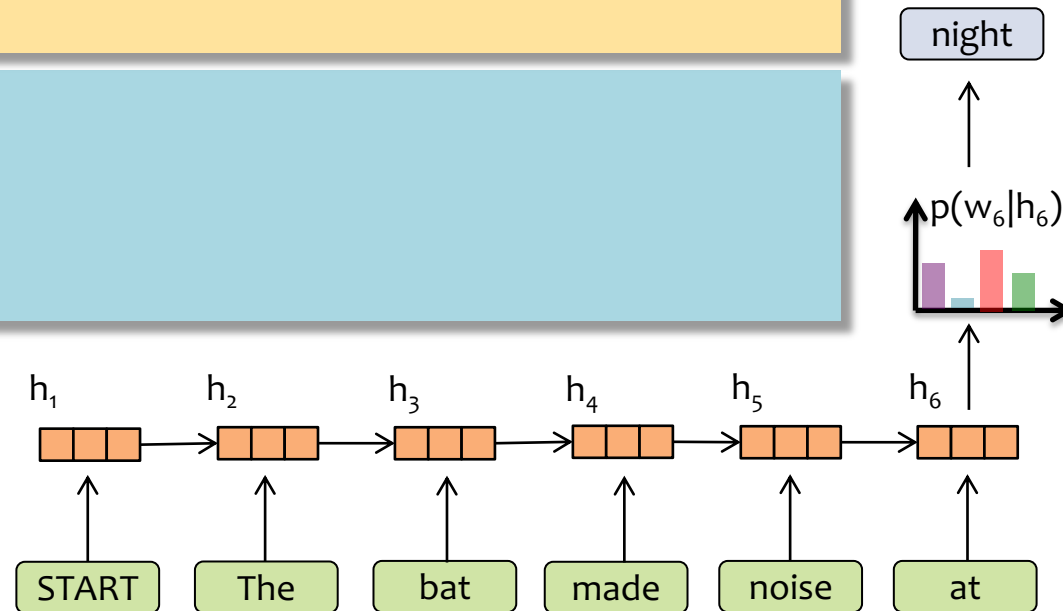 night
p(w₆|h₆)
h₁ h₂ h₃ h₄ h₅ h₆
START The bat made noise at